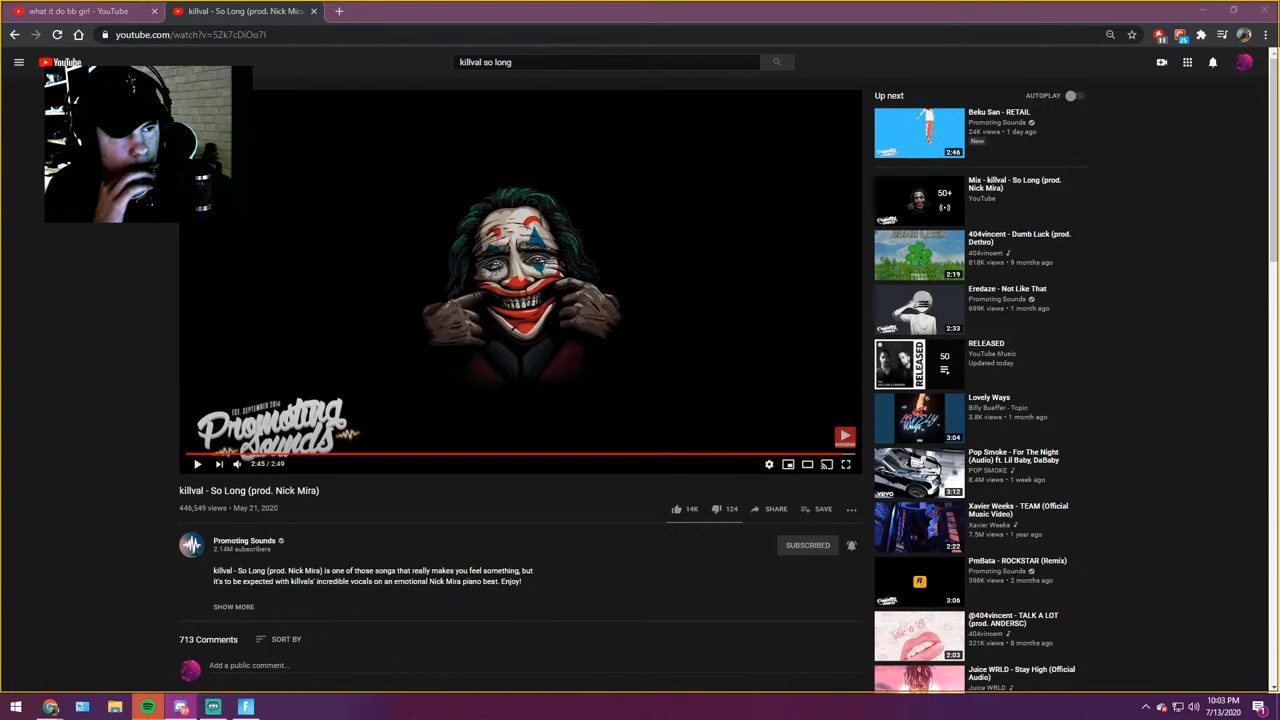 what it do bb girl - YouTube
killval - So Long (prod. Nick Mira)
youtube.com/watch?v=5Zk7cDiOo7I
11
25
YouTube
killval so long
EST. SEPTEMBER 2014
Promoting Sounds
2:45 / 2:49
killval - So Long (prod. Nick Mira)
446,549 views • May 21, 2020
14K
124
SHARE
SAVE
Promoting Sounds
2.14M subscribers
SUBSCRIBED
killval - So Long (prod. Nick Mira) is one of those songs that really makes you feel something, but
it's to be expected with killvals' incredible vocals on an emotional Nick Mira piano beat. Enjoy!
SHOW MORE
713 Comments
SORT BY
Add a public comment...
Up next
AUTOPLAY
2:46
Beku San - RETAIL
Promoting Sounds
24K views • 1 day ago
New
50+
Mix - killval - So Long (prod.
Nick Mira)
YouTube
2:19
404vincent - Dumb Luck (prod.
Dethro)
404vincent
818K views • 9 months ago
2:33
Eredaze - Not Like That
Promoting Sounds
699K views • 1 month ago
RELEASED
50
RELEASED
YouTube Music
Updated today
3:04
Lovely Ways
Billy Bueffer - Topic
3.8K views • 1 month ago
vevo
3:12
Pop Smoke - For The Night
(Audio) ft. Lil Baby, DaBaby
POP SMOKE
8.4M views • 1 week ago
2:22
Xavier Weeks - TEAM (Official
Music Video)
Xavier Weeks
7.5M views • 1 year ago
3:06
PmBata - ROCKSTAR (Remix)
Promoting Sounds
396K views • 2 months ago
2:03
@404vincent - TALK A LOT
(prod. ANDERSC)
404vincent
321K views • 8 months ago
Juice WRLD - Stay High (Official
Audio)
Juice WRLD
10:03 PM
7/13/2020
1